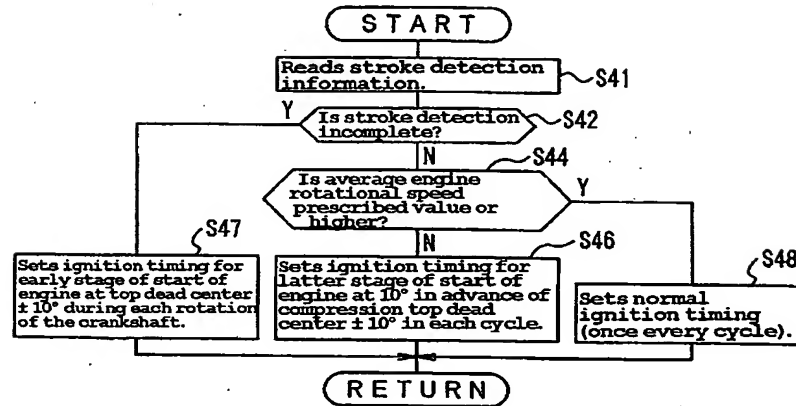 START
Reads stroke detection
information.
S41
Y
Is stroke detection
incomplete?
S42
N
S44
Is average engine
rotational speed
prescribed value or
higher?
Y
S47
N
S46
S48
Sets ignition timing for
early stage of start of
engine at top dead center
± 10° during each rotation
of the crankshaft.
Sets ignition timing for
latter stage of start of
engine at 10° in advance of
compression top dead
center ± 10° in each cycle.
Sets normal
ignition timing
(once every cycle).
RETURN